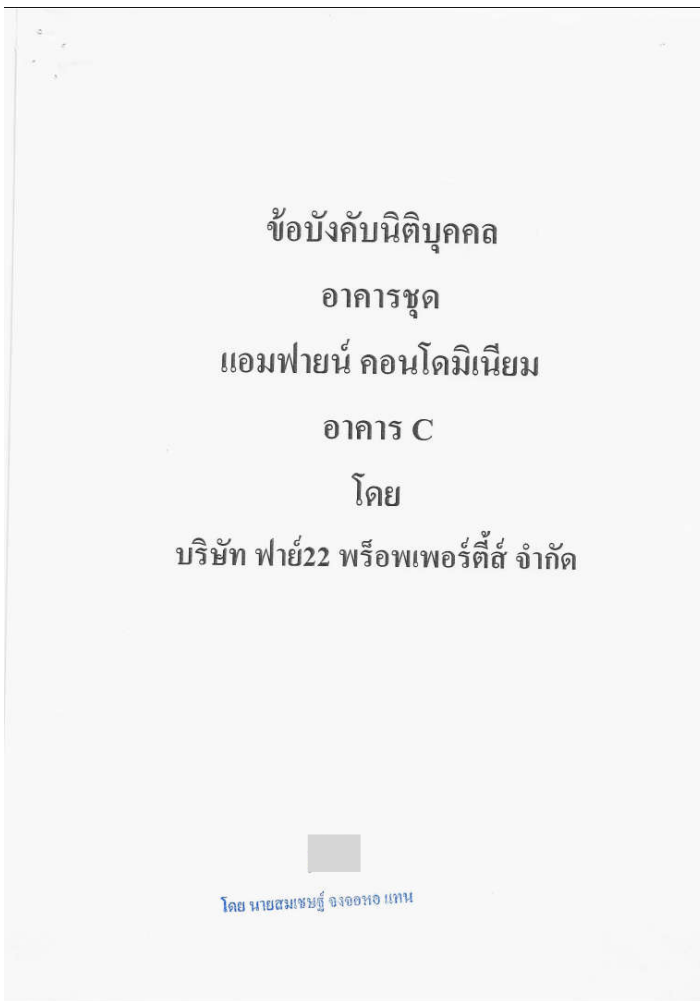 ข้อบังคับนิติบุคคล
อาคารชุด
แอมฟายน์ คอนโดมิเนียม
อาคาร C
โดย
บริษัท ฟาย์22 พร็อพเพอร์ตี้ส์ จำกัด
โดย นายสมเชษฐ์ จงจอหอ แทน